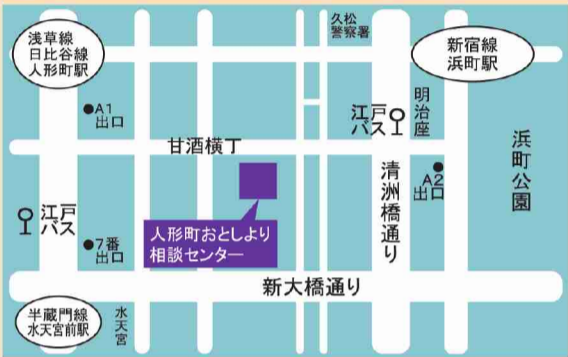 浅草線
日比谷線
人形町駅
久松
警察署
新宿線
浜町駅
●A1
出口
江戸
バス
明治座
甘酒横丁
●
A2
出口
浜町公園
清洲橋通り
江戸
バス
●7番
出口
人形町おとしより
相談センター
新大橋通り
半蔵門線
水天宮前駅
水天宮